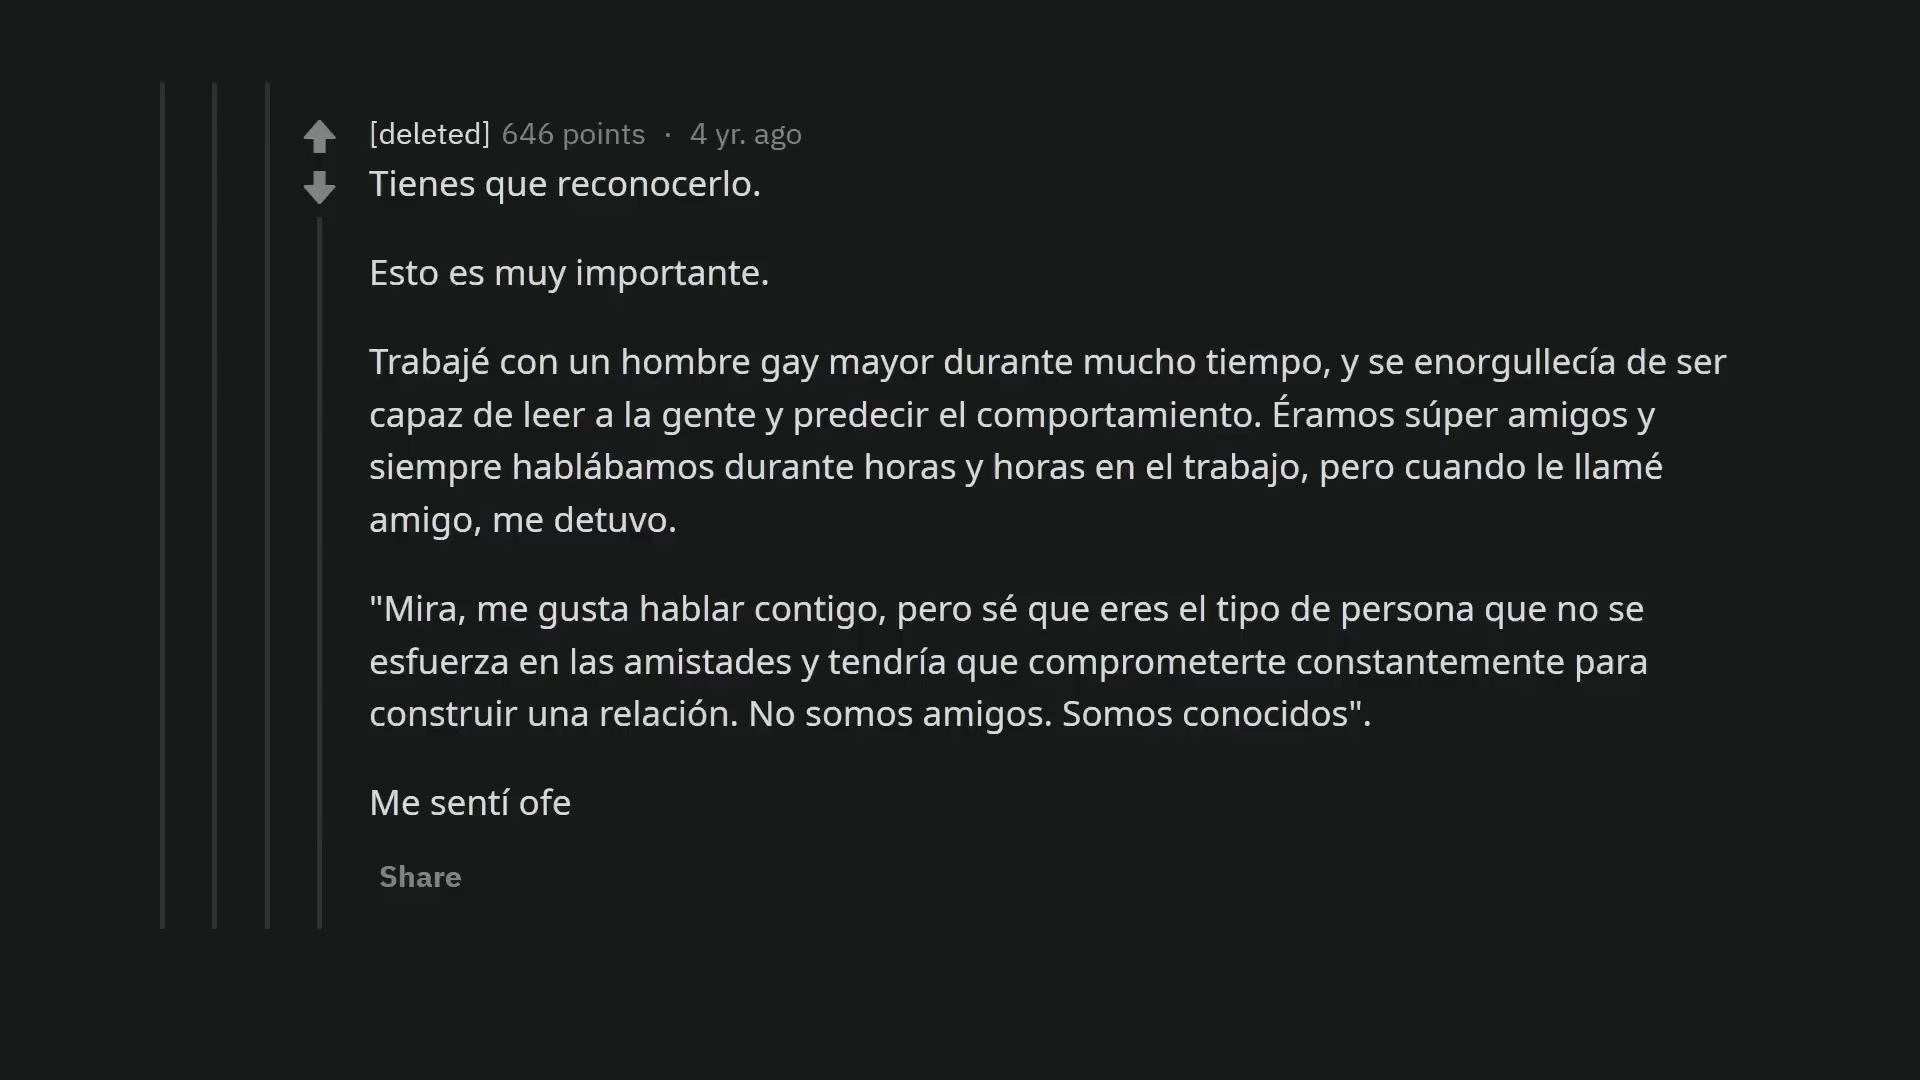 [deleted] 646 points · 4 yr. ago
Tienes que reconocerlo.
Esto es muy importante.
Trabajé con un hombre gay mayor durante mucho tiempo, y se enorgullecía de ser
capaz de leer a la gente y predecir el comportamiento. Éramos súper amigos y
siempre hablábamos durante horas y horas en el trabajo, pero cuando le llamé
amigo, me detuvo.
"Mira, me gusta hablar contigo, pero sé que eres el tipo de persona que no se
esfuerza en las amistades y tendría que comprometerte constantemente para
construir una relación. No somos amigos. Somos conocidos".
Me sentí ofe
Share